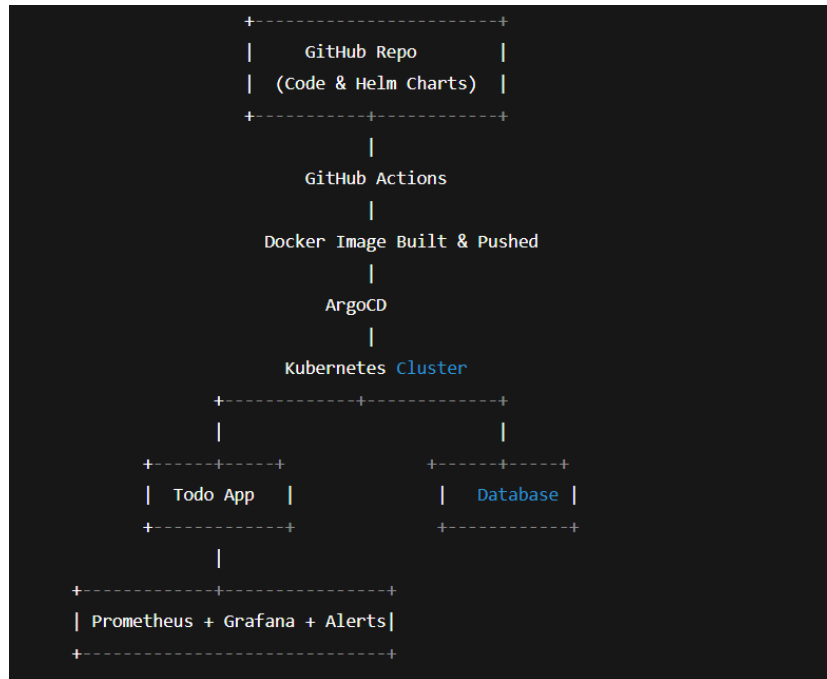 GitHub Repo
(Code & Helm Charts)
GitHub Actions
Docker Image Built & Pushed
ArgoCD
Kubernetes Cluster
Todo App
Database
Prometheus + Grafana + Alerts